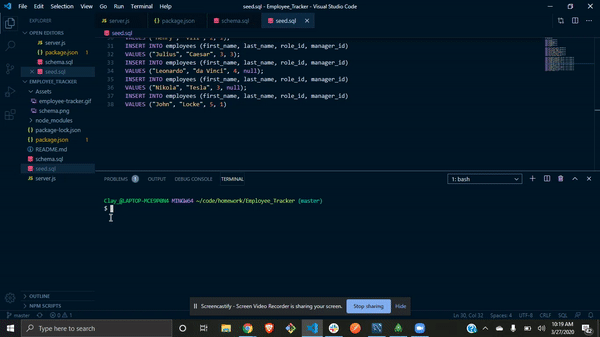 File Edit Selection View Go Run Terminal Help
seed.sql - Employee_Tracker - Visual Studio Code
EXPLORER
server.js
package.json
schema.sql
seed.sql
OPEN EDITORS
server.js
package.json 1
schema.sql
seed.sql
EMPLOYEE_TRACKER
Assets
employee-tracker.gif
schema.png
node_modules
package-lock.json
package.json 1
README.md
schema.sql
seed.sql
server.js
OUTLINE
NPM SCRIPTS
seed.sql
31 INSERT INTO employees (first_name, last_name, role_id, manager_id)
32 VALUES ("Julius", "Caesar", 3, 3);
33 INSERT INTO employees (first_name, last_name, role_id, manager_id)
34 VALUES ("Leonardo", "da Vinci", 4, null);
35 INSERT INTO employees (first_name, last_name, role_id, manager_id)
36 VALUES ("Nikola", "Tesla", 3, null);
37 INSERT INTO employees (first_name, last_name, role_id, manager_id)
38 VALUES ("John", "Locke", 5, 1)
PROBLEMS 1 OUTPUT DEBUG CONSOLE TERMINAL
1: bash
Clay_@LAPTOP-MCE9P0N4 MINGW64 ~/code/homework/Employee_Tracker (master)
$
Screencastify - Screen Video Recorder is sharing your screen.
Stop sharing
Hide
master
0 1
Ln 30, Col 32 Spaces: 4 UTF-8 CRLF SQL
Type here to search
10:19 AM
3/27/2020